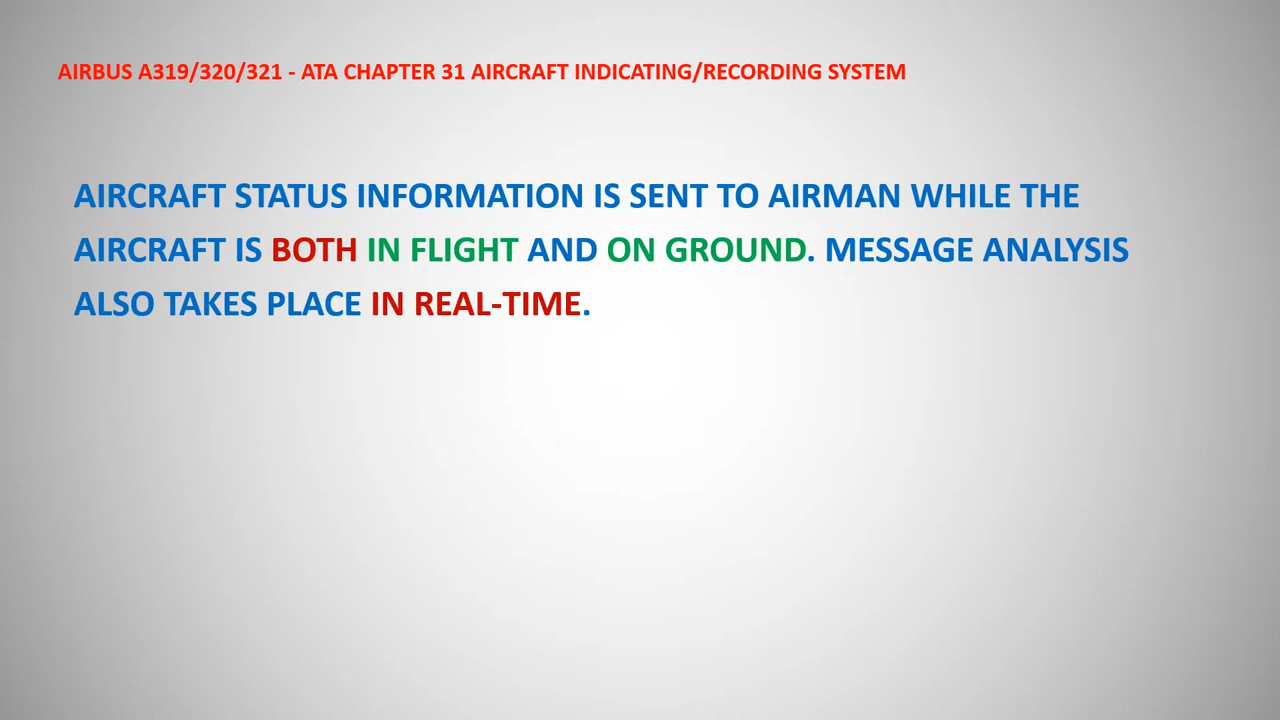 AIRBUS A319/320/321 - ATA CHAPTER 31 AIRCRAFT INDICATING/RECORDING SYSTEM
AIRCRAFT STATUS INFORMATION IS SENT TO AIRMAN WHILE THE
AIRCRAFT IS BOTH IN FLIGHT AND ON GROUND. MESSAGE ANALYSIS
ALSO TAKES PLACE IN REAL-TIME.